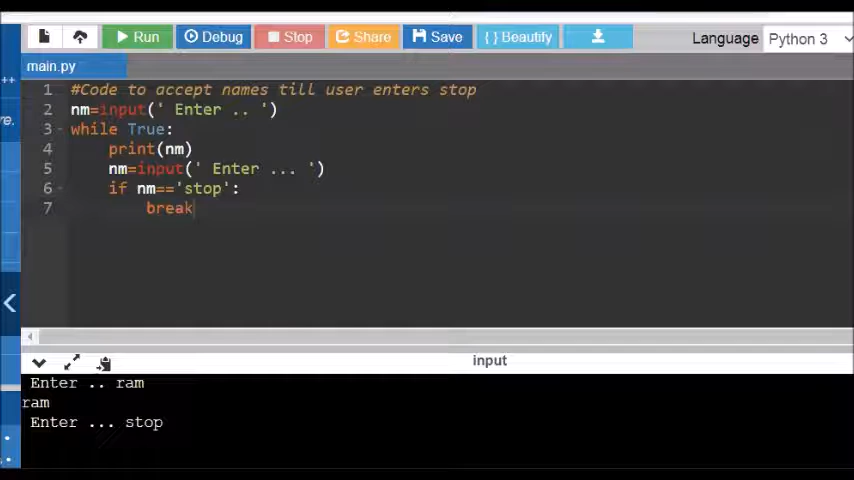 Run Debug Stop Share Save { } Beautify Language Python 3
main.py
++
re.
1 #Code to accept names till user enters stop
2 nm=input(' Enter .. ')
3 while True:
4 print(nm)
5 nm=input(' Enter ... ')
6 if nm=='stop':
7 break
input
Enter .. ram
ram
Enter ... stop